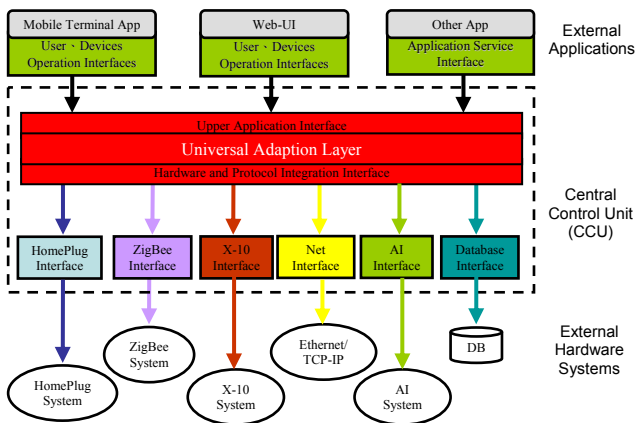 Mobile Terminal App
Web-UI
Other App
External
Applications
User、Devices
Operation Interfaces
User、Devices
Operation Interfaces
Application Service
Interface
Upper Application Interface
Universal Adaption Layer
Hardware and Protocol Integration Interface
Central
Control Unit
(CCU)
HomePlug
Interface
ZigBee
Interface
X-10
Interface
Net
Interface
AI
Interface
Database
Interface
External
Hardware
Systems
ZigBee
System
Ethernet/
TCP-IP
DB
HomePlug
System
X-10
System
AI
System